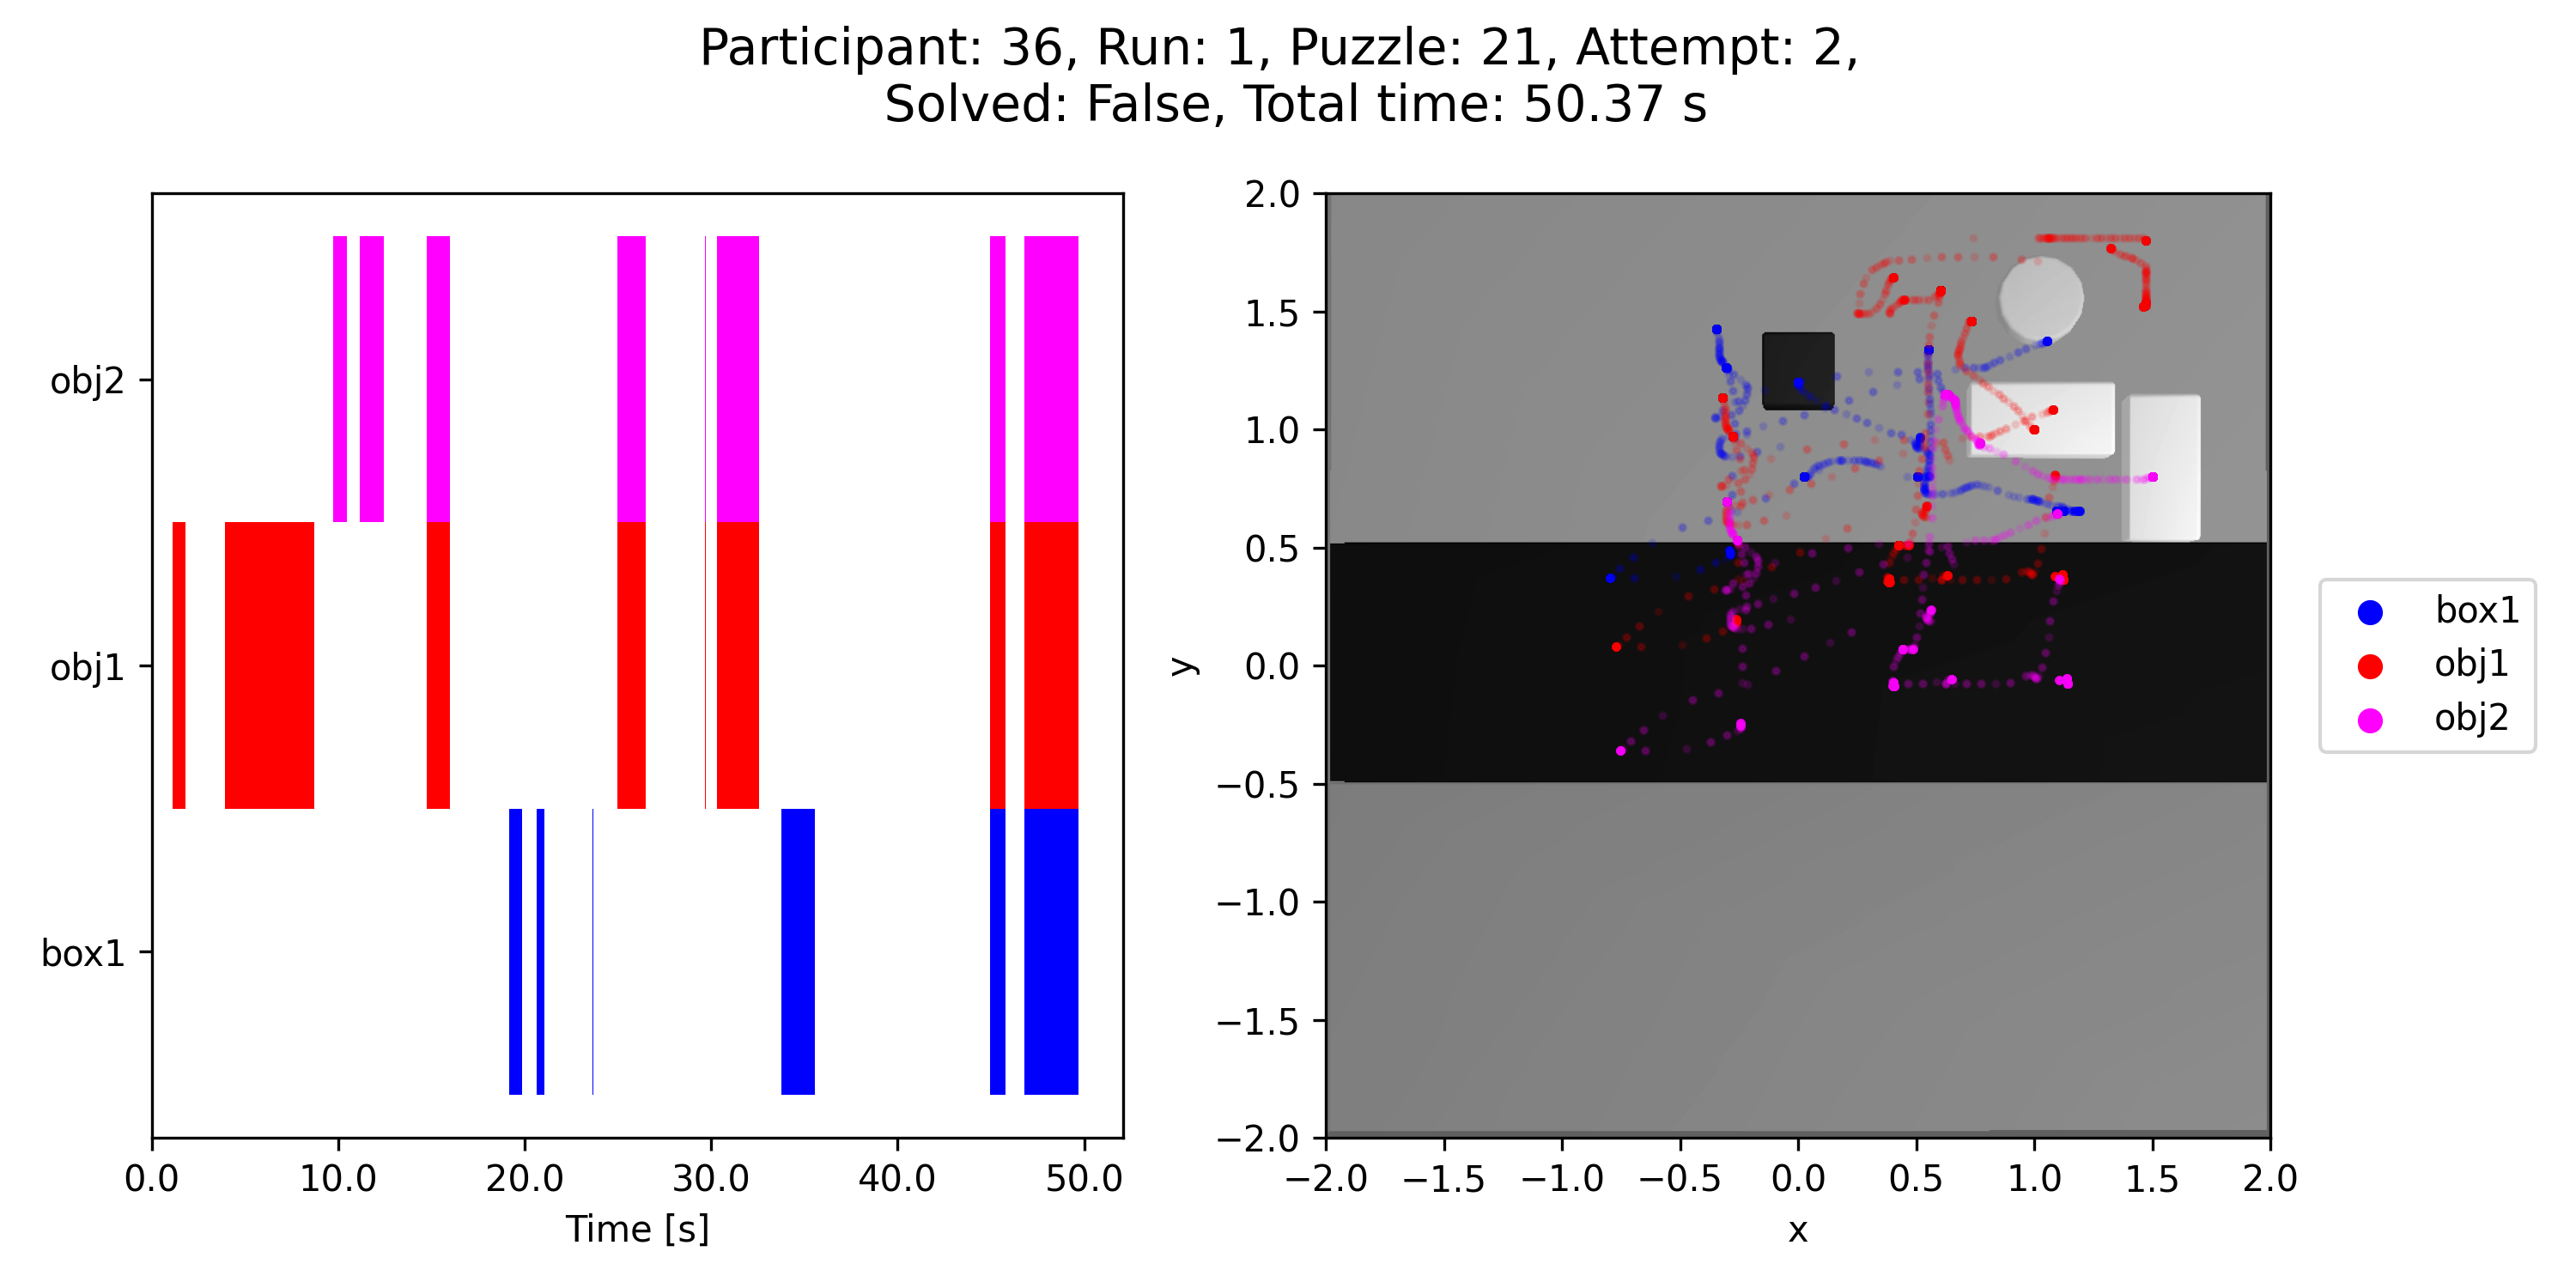 Participant: 36, Run: 1, Puzzle: 21, Attempt: 2,
Solved: False, Total time: 50.37 s
obj2
obj1
box1
0.0 10.0 20.0 30.0 40.0 50.0
Time [s]
2.0
1.5
1.0
0.5
0.0
−0.5
−1.0
−1.5
−2.0
y
−2.0 −1.5 −1.0 −0.5 0.0 0.5 1.0 1.5 2.0
x
box1
obj1
obj2